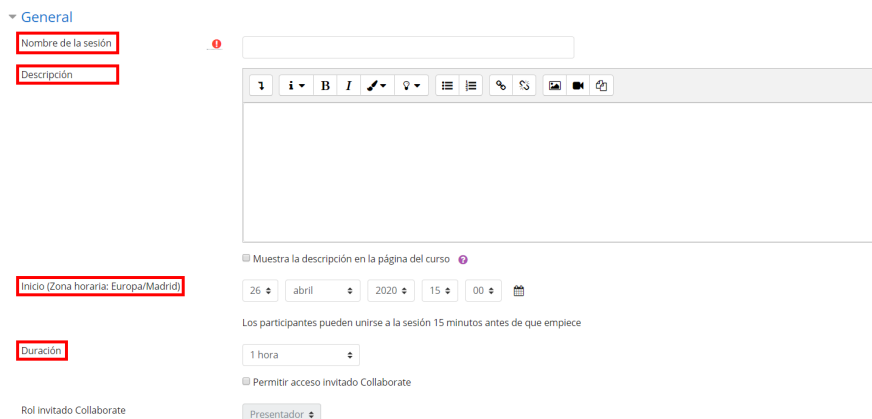 General
Nombre de la sesión
Descripción
B I
Muestra la descripción en la página del curso
Inicio (Zona horaria: Europa/Madrid) 26 abril 2020 15 00
Los participantes pueden unirse a la sesión 15 minutos antes de que empiece
Duración 1 hora
Permitir acceso invitado Collaborate
Rol invitado Collaborate Presentador